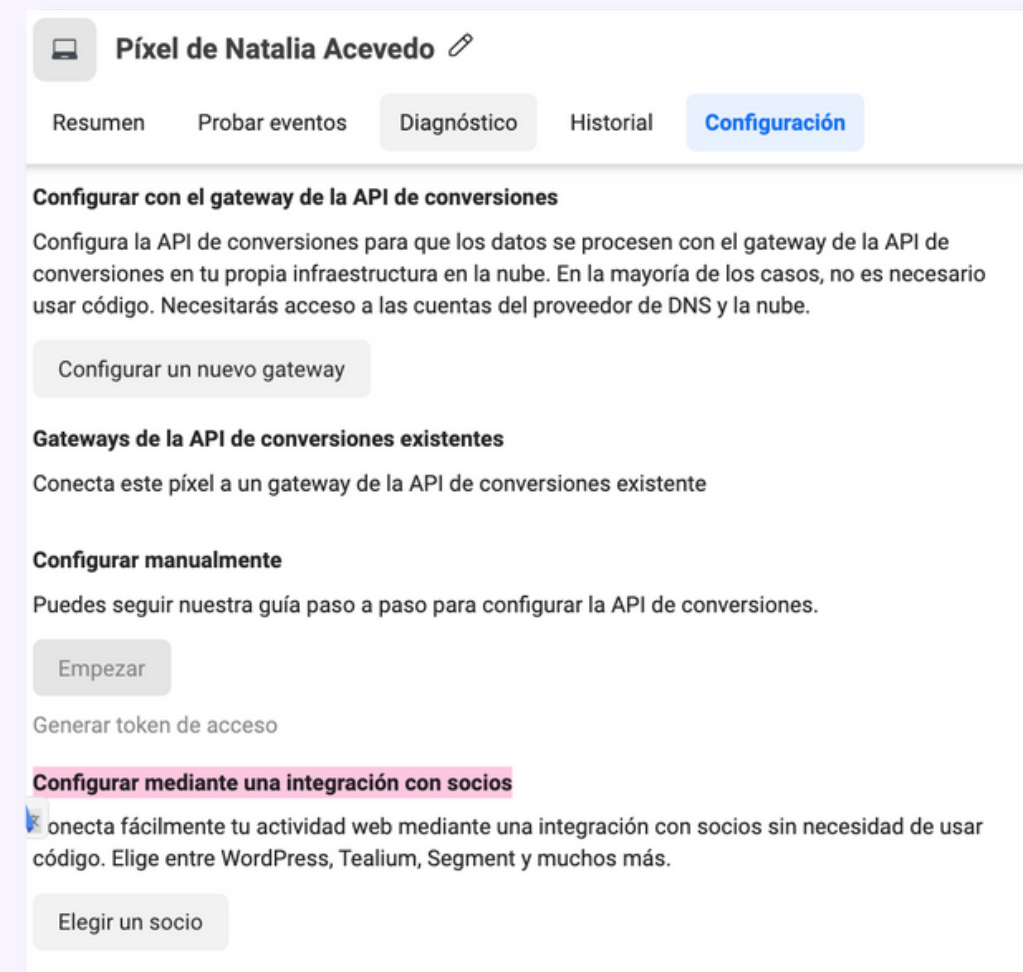 Píxel de Natalia Acevedo
Resumen Probar eventos Diagnóstico Historial Configuración
Configurar con el gateway de la API de conversiones
Configura la API de conversiones para que los datos se procesen con el gateway de la API de
conversiones en tu propia infraestructura en la nube. En la mayoría de los casos, no es necesario
usar código. Necesitarás acceso a las cuentas del proveedor de DNS y la nube.
Configurar un nuevo gateway
Gateways de la API de conversiones existentes
Conecta este píxel a un gateway de la API de conversiones existente
Configurar manualmente
Puedes seguir nuestra guía paso a paso para configurar la API de conversiones.
Empezar
Generar token de acceso
Configurar mediante una integración con socios
onecta fácilmente tu actividad web mediante una integración con socios sin necesidad de usar
código. Elige entre WordPress, Tealium, Segment y muchos más.
Elegir un socio